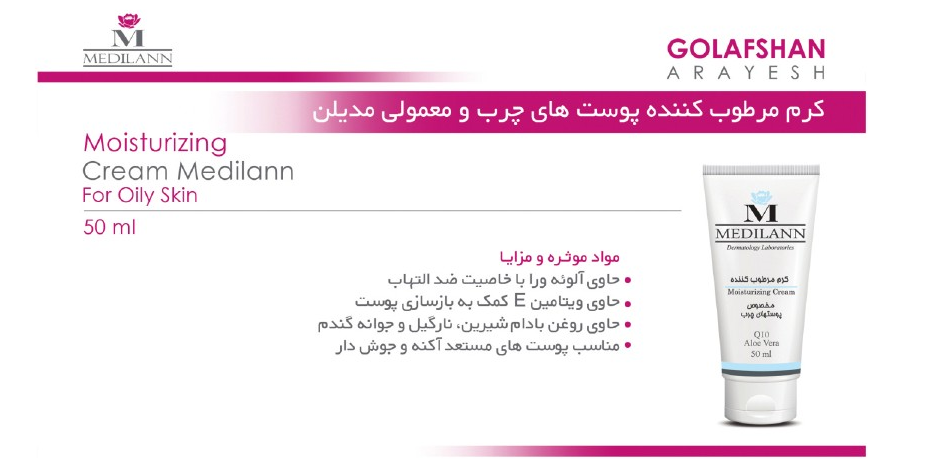 M
MEDILANN
GOLAFSHAN
ARAYESH
کرم مرطوب کننده پوست های چرب و معمولی مدیلن
Moisturizing
Cream Medilann
For Oily Skin
50 ml
مواد موثره و مزایا
• حاوی آلوئه ورا با خاصیت ضد التهاب
• حاوی ویتامین E کمک به بازسازی پوست
• حاوی روغن بادام شیرین، نارگیل و جوانه گندم
• مناسب پوست های مستعد آکنه و جوش دار
M
MEDILANN
Dermatology Laboratories
کرم مرطوب کننده
Moisturizing Cream
مخصوص
پوستهای چرب
Q10
Aloe Vera
50 ml